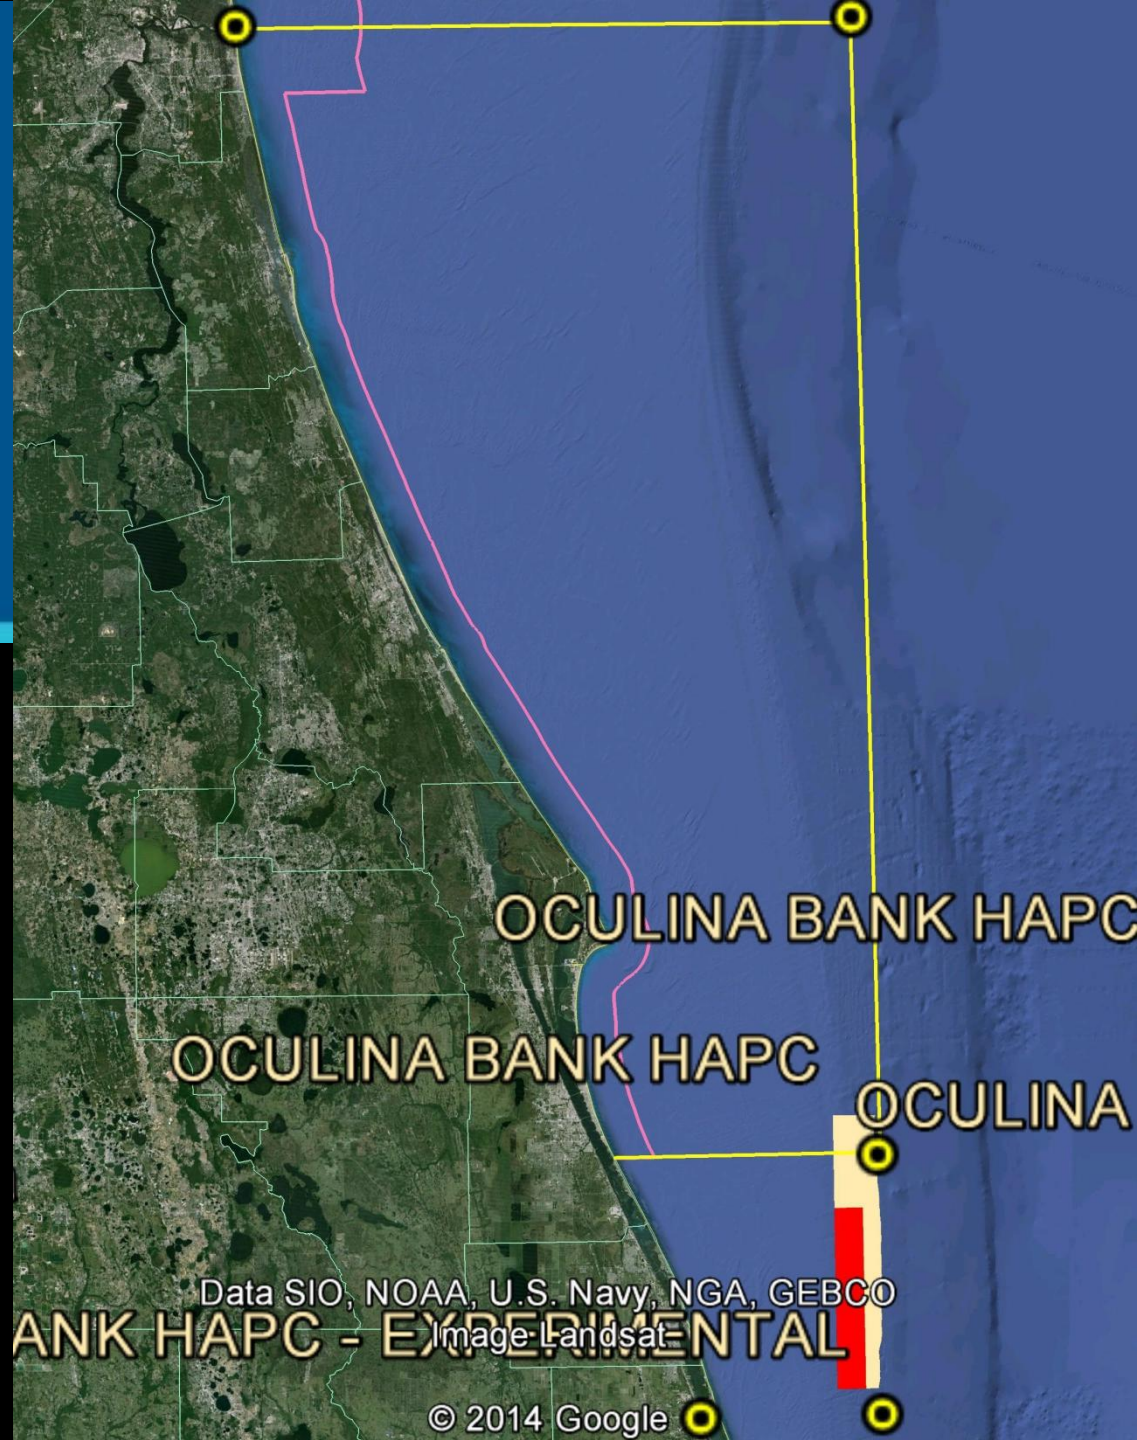 OCULINA BANK HAPC
OCULINA BANK HAPC
OCULINA
Data SIO, NOAA, U.S. Navy, NGA, GEBCO
ANK HAPC - EXPERIMENTAL
Image Landsat
© 2014 Google